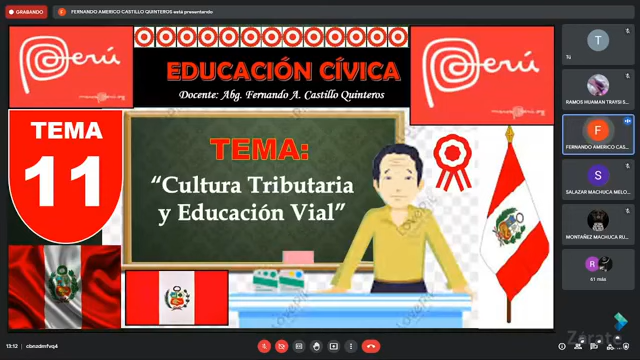 GRABANDO
FERNANDO AMERICO CASTILLO QUINTEROS está presentando
Perú
EDUCACIÓN CÍVICA
Docente: Abg. Fernando A. Castillo Quinteros
Perú
TEMA
11
TEMA:
“Cultura Tributaria
y Educación Vial”
T
Tú
RAMOS HUAMAN TRAYSI S...
F
FERNANDO AMERICO CAS...
S
SALAZAR MACHUCA MELO...
MONTAÑEZ MACHUCA RU...
R
61 más
13:12
cbnadmfvq4
Zárate